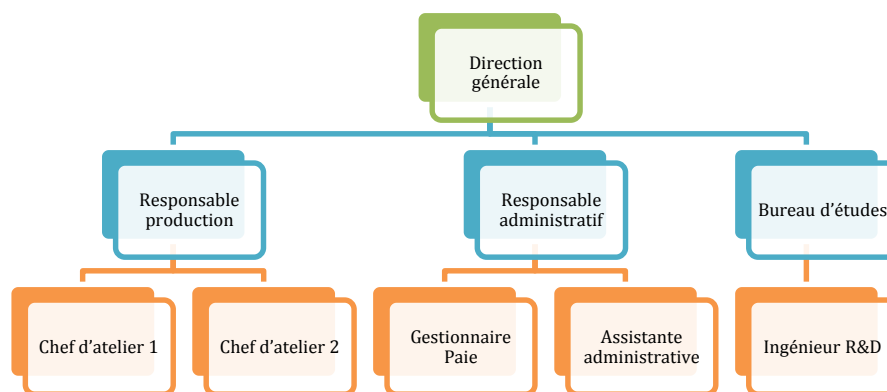 Direction
générale
Responsable
production
Responsable
administratif
Bureau d’études
Chef d’atelier 1
Chef d’atelier 2
Gestionnaire
Paie
Assistante
administrative
Ingénieur R&D